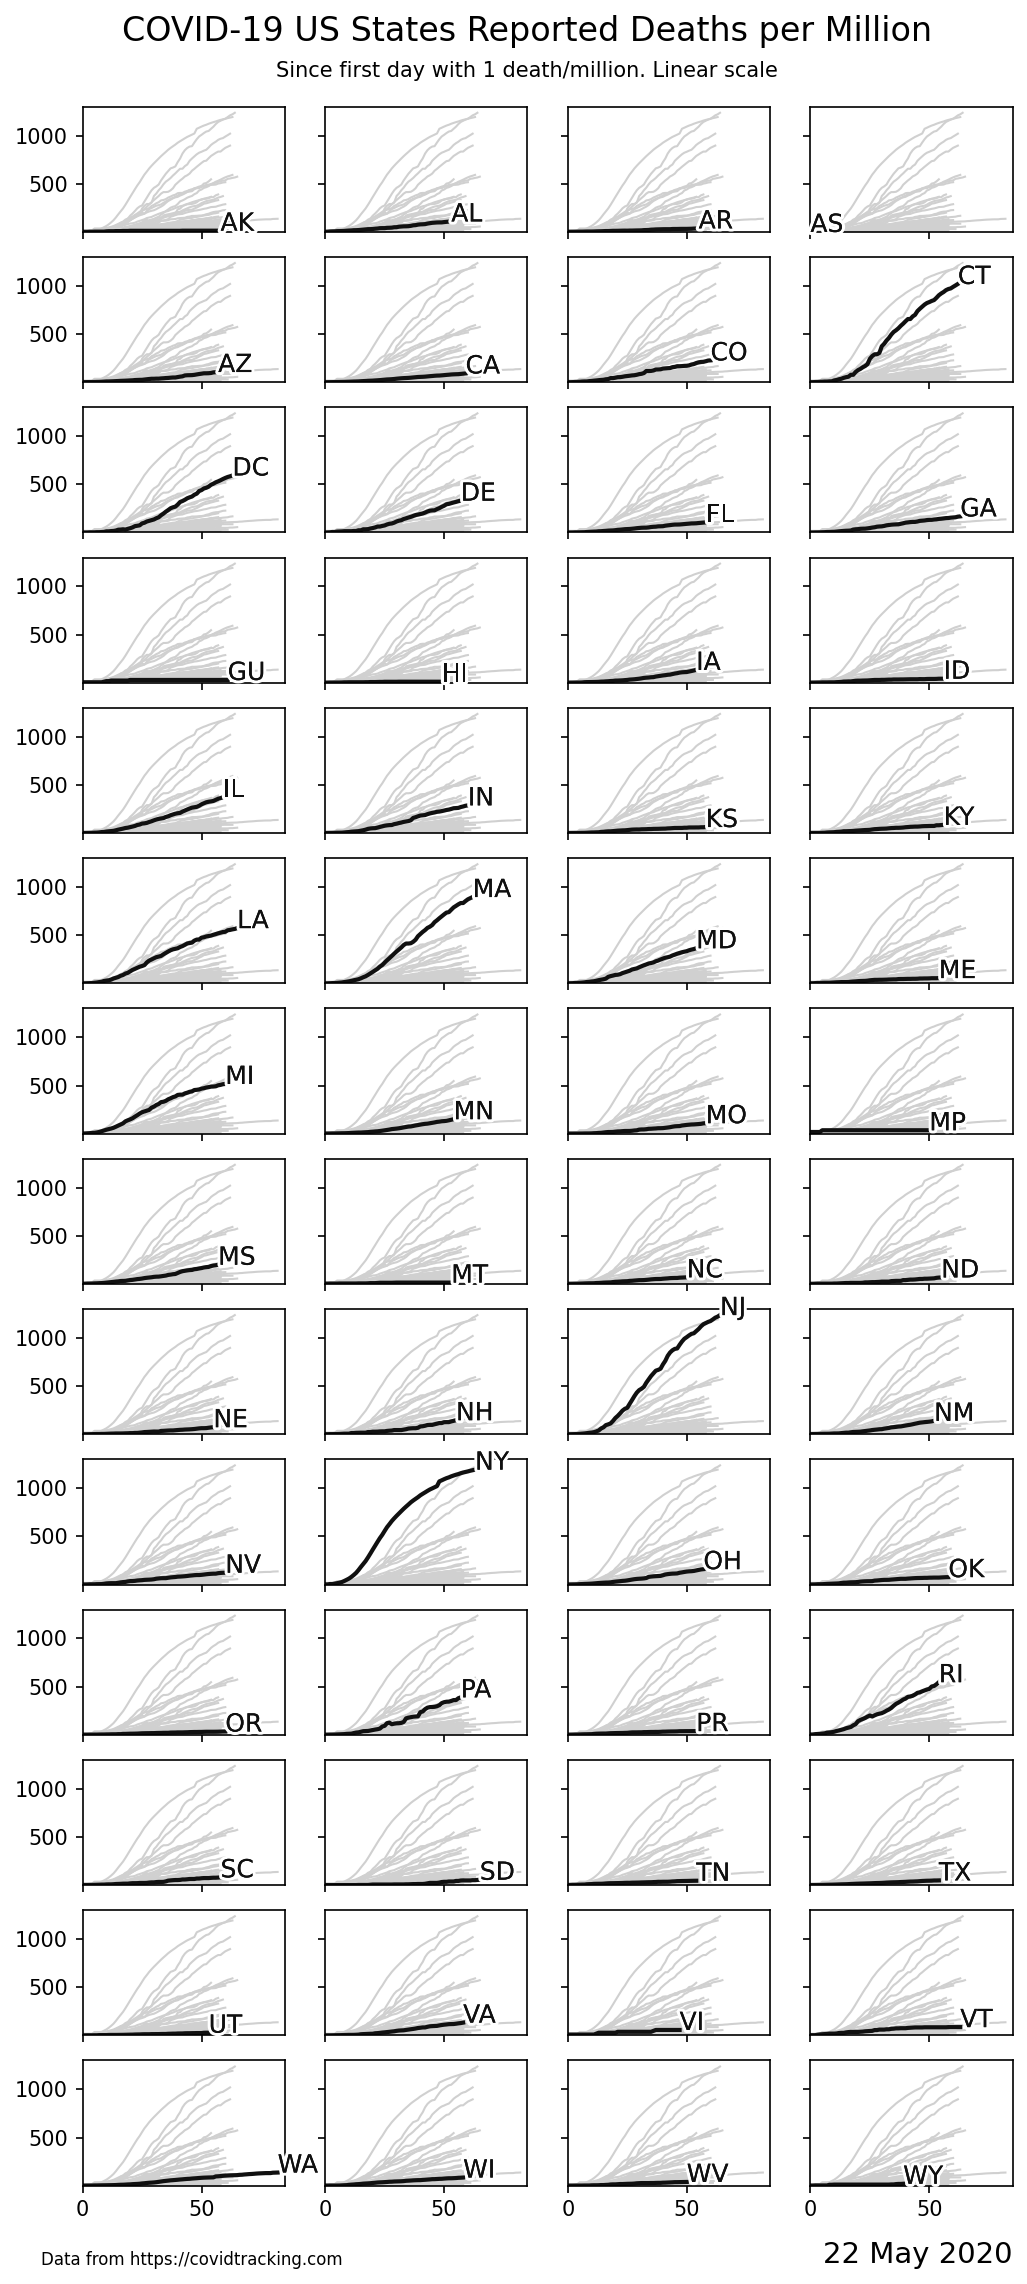 COVID-19 US States Reported Deaths per Million
Since first day with 1 death/million. Linear scale
1000
500
AK
AL
AR
AS
1000
500
AZ
CA
CO
CT
1000
500
DC
DE
FL
GA
1000
500
GU
HI
IA
ID
1000
500
IL
IN
KS
KY
1000
500
LA
MA
MD
ME
1000
500
MI
MN
MO
MP
1000
500
MS
MT
NC
ND
1000
500
NE
NH
NJ
NM
1000
500
NV
NY
OH
OK
1000
500
OR
PA
PR
RI
1000
500
SC
SD
TN
TX
1000
500
UT
VA
VI
VT
1000
500
WA
WI
WV
WY
0 50 0 50 0 50 0 50
Data from https://covidtracking.com
22 May 2020